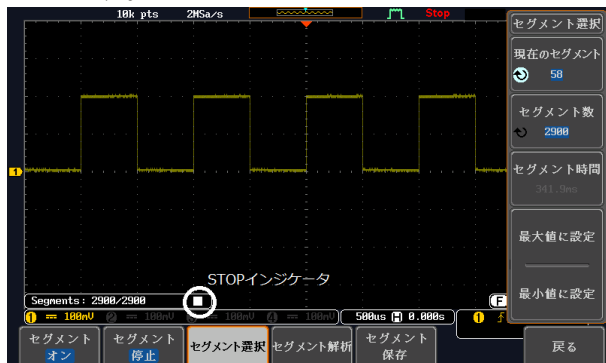 10k pts 2MSa/s Stop
セグメント選択
現在のセグメント
58
セグメント数
2900
セグメント時間
341.9ms
最大値に設定
最小値に設定
1
STOPインジケータ
Segments: 2900/2900
F
1 100mV 2 100mV 100mV 4 100mV 500us H 0.000s 1
セグメント オン
セグメント 停止
セグメント選択
セグメント解析
セグメント 保存
戻る